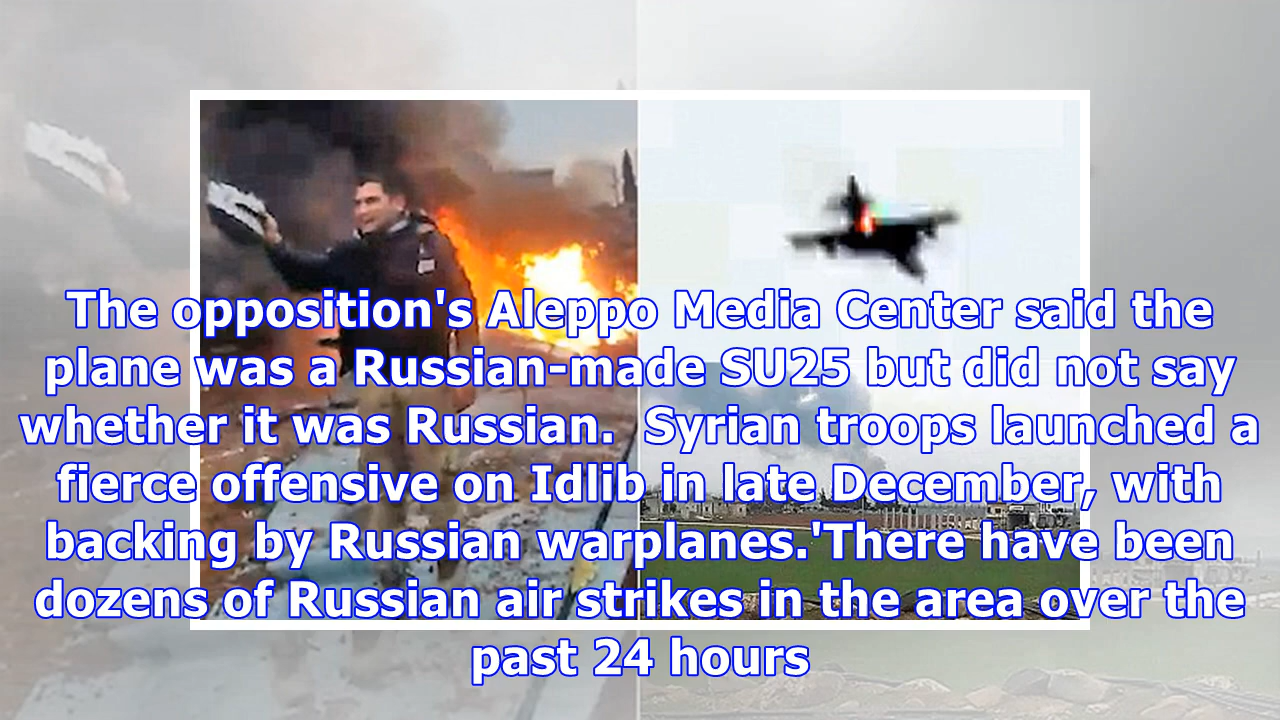 The opposition's Aleppo Media Center said the
plane was a Russian-made SU25 but did not say
whether it was Russian.  Syrian troops launched a
fierce offensive on Idlib in late December, with
backing by Russian warplanes.'There have been
dozens of Russian air strikes in the area over the
past 24 hours